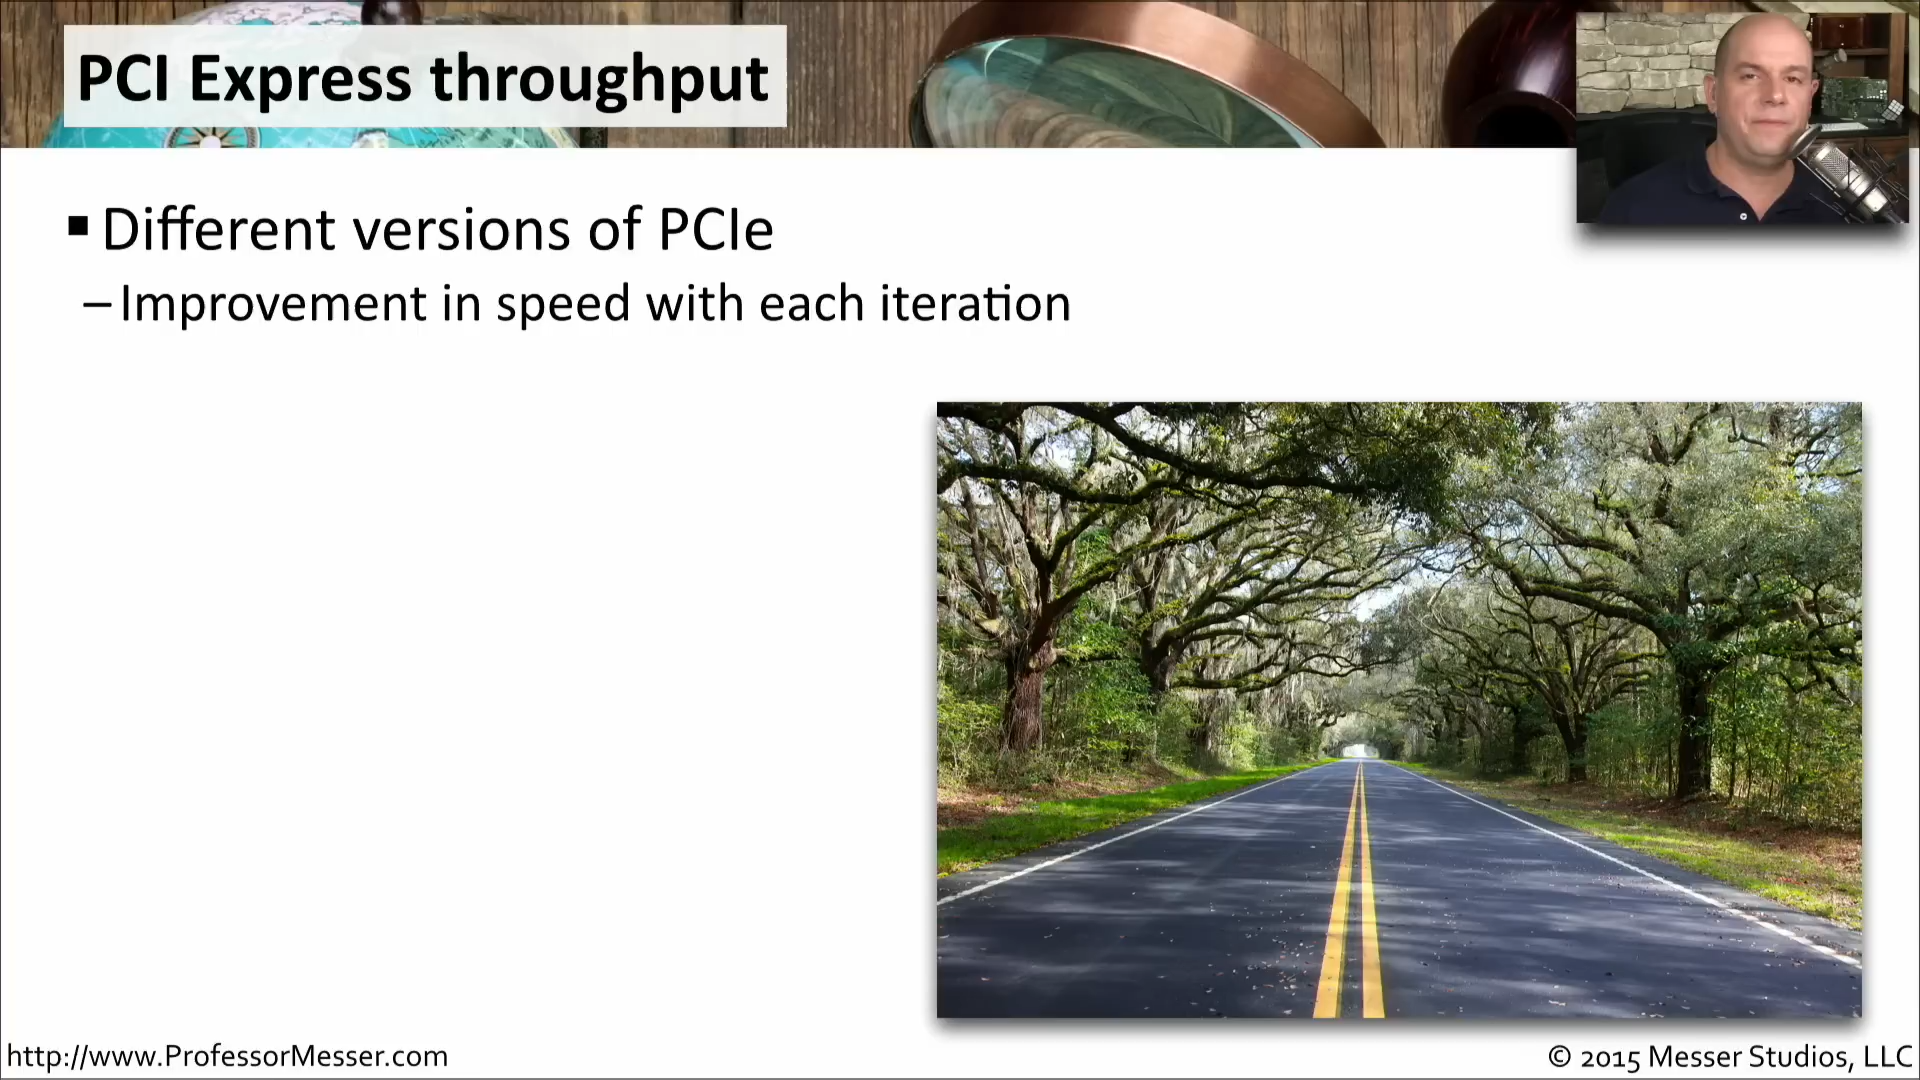 PCI Express throughput
▪ Different versions of PCIe
– Improvement in speed with each iteration
http://www.ProfessorMesser.com
© 2015 Messer Studios, LLC